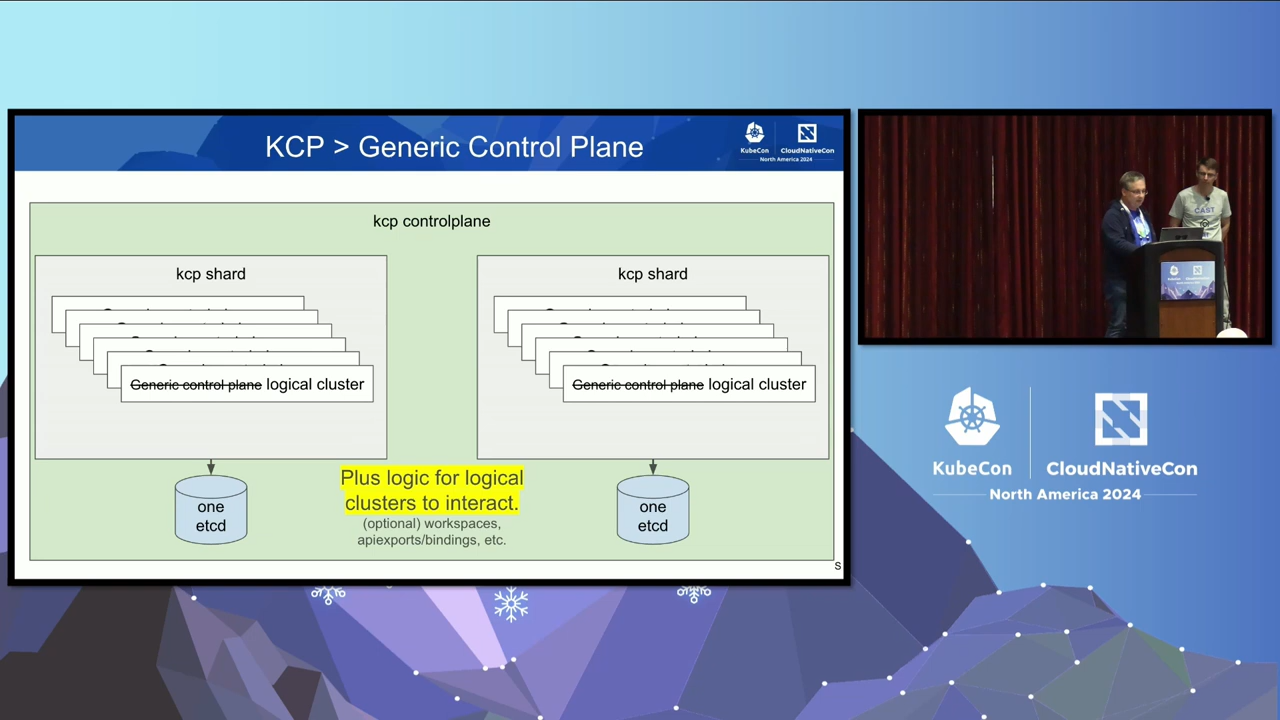 KCP > Generic Control Plane
KubeCon
CloudNativeCon
North America 2024
kcp controlplane
kcp shard
Generic control plane logical cluster
one
etcd
kcp shard
Generic control plane logical cluster
one
etcd
Plus logic for logical
clusters to interact.
(optional) workspaces,
apiexports/bindings, etc.
S
CAST
KubeCon
CloudNativeCon
North America 2024